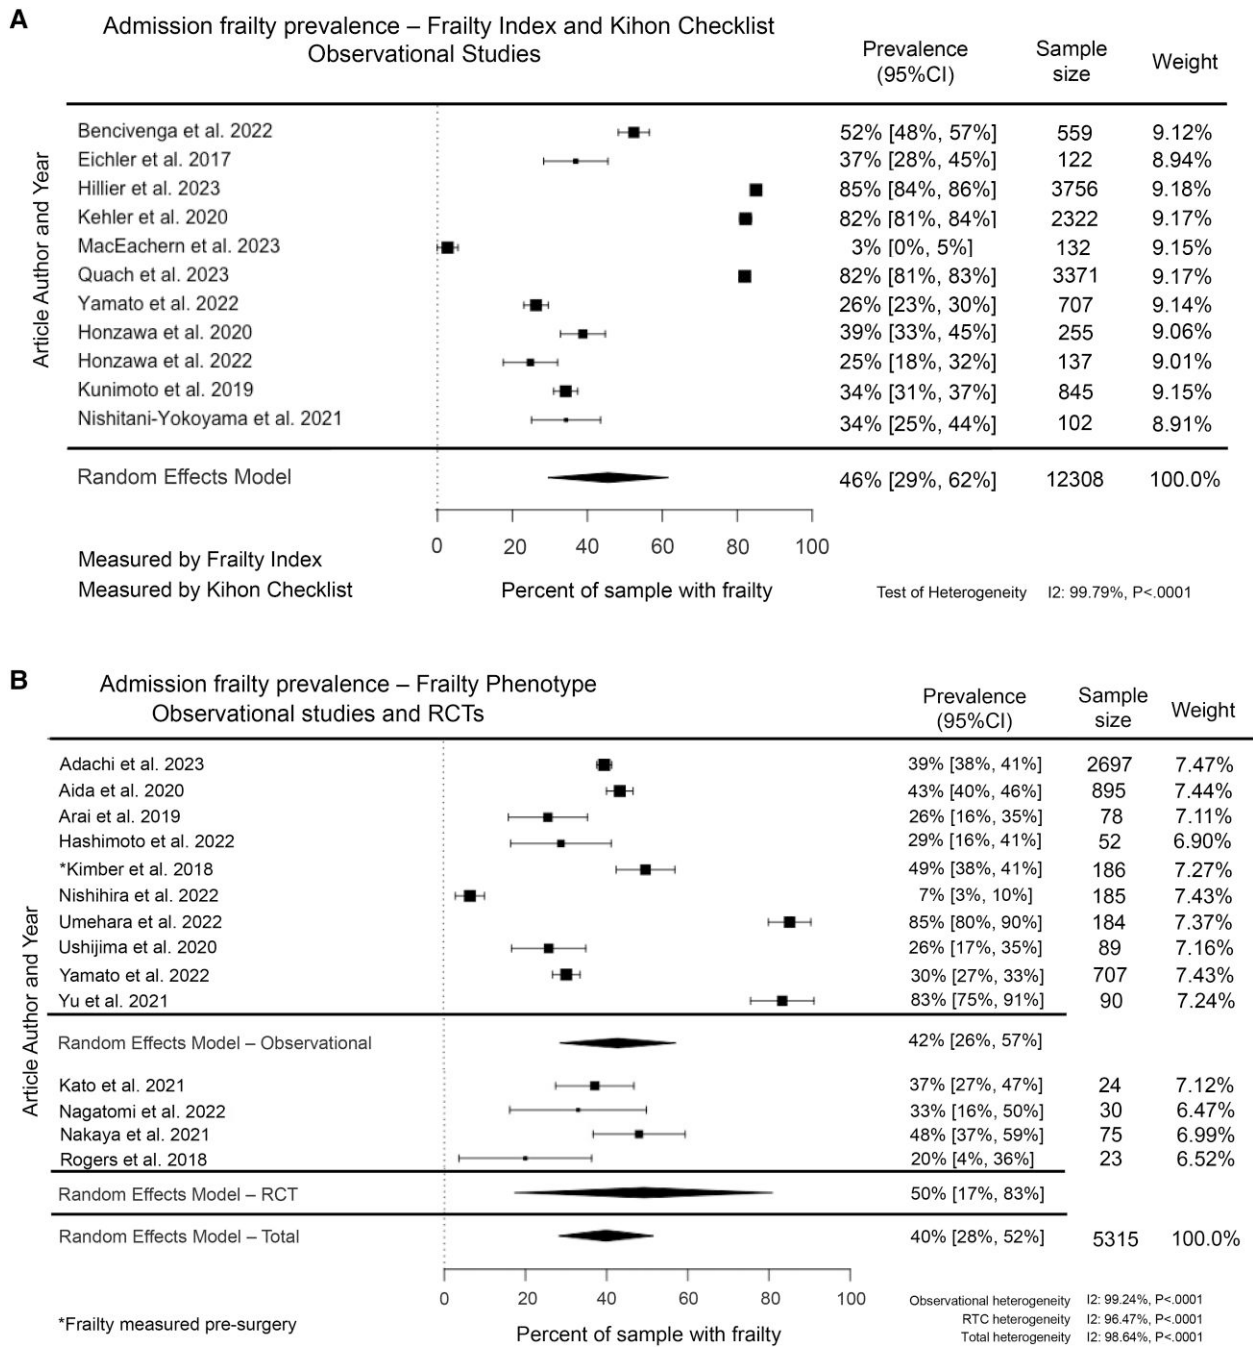 A
Admission frailty prevalence – Frailty Index and Kihon Checklist
Observational Studies
Prevalence (95%CI) Sample size Weight
Article Author and Year
Bencivenga et al. 2022 52% [48%, 57%] 559 9.12%
Eichler et al. 2017 37% [28%, 45%] 122 8.94%
Hillier et al. 2023 85% [84%, 86%] 3756 9.18%
Kehler et al. 2020 82% [81%, 84%] 2322 9.17%
MacEachern et al. 2023 3% [0%, 5%] 132 9.15%
Quach et al. 2023 82% [81%, 83%] 3371 9.17%
Yamato et al. 2022 26% [23%, 30%] 707 9.14%
Honzawa et al. 2020 39% [33%, 45%] 255 9.06%
Honzawa et al. 2022 25% [18%, 32%] 137 9.01%
Kunimoto et al. 2019 34% [31%, 37%] 845 9.15%
Nishitani-Yokoyama et al. 2021 34% [25%, 44%] 102 8.91%
Random Effects Model 46% [29%, 62%] 12308 100.0%
0 20 40 60 80 100
Measured by Frailty Index
Measured by Kihon Checklist
Percent of sample with frailty
Test of Heterogeneity I2: 99.79%, P<.0001
B
Admission frailty prevalence – Frailty Phenotype
Observational studies and RCTs
Prevalence (95%CI) Sample size Weight
Article Author and Year
Adachi et al. 2023 39% [38%, 41%] 2697 7.47%
Aida et al. 2020 43% [40%, 46%] 895 7.44%
Arai et al. 2019 26% [16%, 35%] 78 7.11%
Hashimoto et al. 2022 29% [16%, 41%] 52 6.90%
*Kimber et al. 2018 49% [38%, 41%] 186 7.27%
Nishihira et al. 2022 7% [3%, 10%] 185 7.43%
Umehara et al. 2022 85% [80%, 90%] 184 7.37%
Ushijima et al. 2020 26% [17%, 35%] 89 7.16%
Yamato et al. 2022 30% [27%, 33%] 707 7.43%
Yu et al. 2021 83% [75%, 91%] 90 7.24%
Random Effects Model – Observational 42% [26%, 57%]
Kato et al. 2021 37% [27%, 47%] 24 7.12%
Nagatomi et al. 2022 33% [16%, 50%] 30 6.47%
Nakaya et al. 2021 48% [37%, 59%] 75 6.99%
Rogers et al. 2018 20% [4%, 36%] 23 6.52%
Random Effects Model – RCT 50% [17%, 83%]
Random Effects Model – Total 40% [28%, 52%] 5315 100.0%
0 20 40 60 80 100
*Frailty measured pre-surgery
Percent of sample with frailty
Observational heterogeneity I2: 99.24%, P<.0001
RTC heterogeneity I2: 96.47%, P<.0001
Total heterogeneity I2: 98.64%, P<.0001